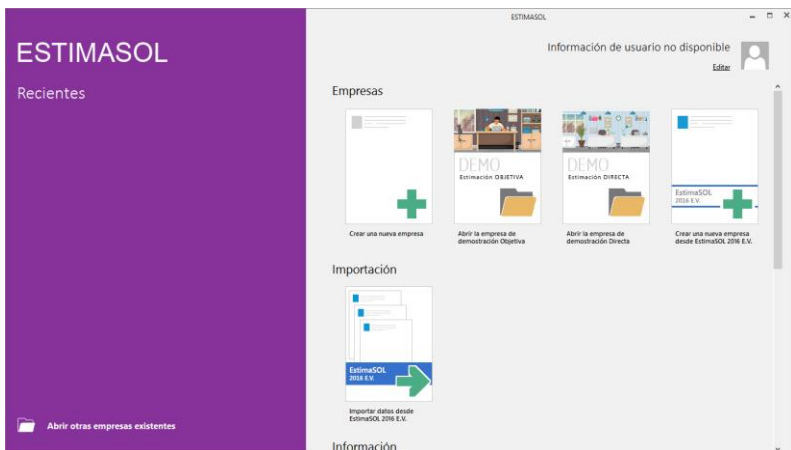 ESTIMASOL
ESTIMASOL
Información de usuario no disponible
Editar
Recientes
Empresas
DEMO
Estimación OBJETIVA
DEMO
Estimación DIRECTA
EstimaSOL
2016 E.V.
Crear una nueva empresa
Abrir la empresa de
demostración Objetiva
Abrir la empresa de
demostración Directa
Crear una nueva empresa
desde EstimaSOL 2016 E.V.
Importación
EstimaSOL
2016 E.V.
Importar datos desde
EstimaSOL 2016 E.V.
Abrir otras empresas existentes
Información